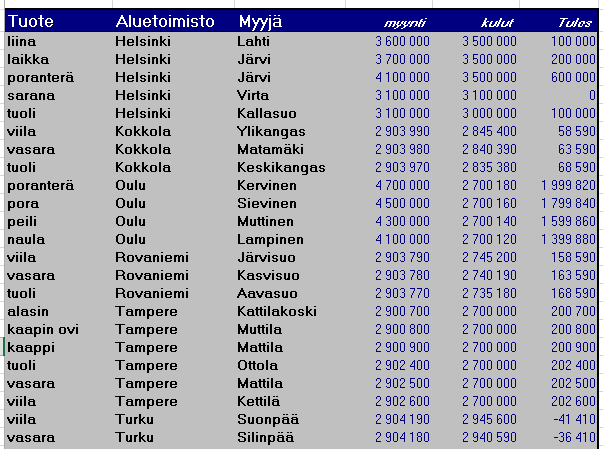 Tuote Aluetoimisto Myyjä myynti kulut Tulos
liina Helsinki Lahti 3 600 000 3 500 000 100 000
laikka Helsinki Järvi 3 700 000 3 500 000 200 000
poranterä Helsinki Järvi 4 100 000 3 500 000 600 000
sarana Helsinki Virta 3 100 000 3 100 000 0
tuoli Helsinki Kallasuo 3 100 000 3 000 000 100 000
viila Kokkola Ylikangas 2 903 990 2 845 400 58 590
vasara Kokkola Matamäki 2 903 980 2 840 390 63 590
tuoli Kokkola Keskikangas 2 903 970 2 835 380 68 590
poranterä Oulu Kervinen 4 700 000 2 700 180 1 999 820
pora Oulu Sievinen 4 500 000 2 700 160 1 799 840
peili Oulu Muttinen 4 300 000 2 700 140 1 599 860
naula Oulu Lampinen 4 100 000 2 700 120 1 399 880
viila Rovaniemi Järvisuo 2 903 790 2 745 200 158 590
vasara Rovaniemi Kasvisuo 2 903 780 2 740 190 163 590
tuoli Rovaniemi Aavasuo 2 903 770 2 735 180 168 590
alasin Tampere Kattilakoski 2 900 700 2 700 000 200 700
kaapin ovi Tampere Muttila 2 900 800 2 700 000 200 800
kaappi Tampere Mattila 2 900 900 2 700 000 200 900
tuoli Tampere Ottola 2 902 400 2 700 000 202 400
vasara Tampere Mattila 2 902 500 2 700 000 202 500
viila Tampere Kettilä 2 902 600 2 700 000 202 600
viila Turku Suonpää 2 904 190 2 945 600 -41 410
vasara Turku Silinpää 2 904 180 2 940 590 -36 410